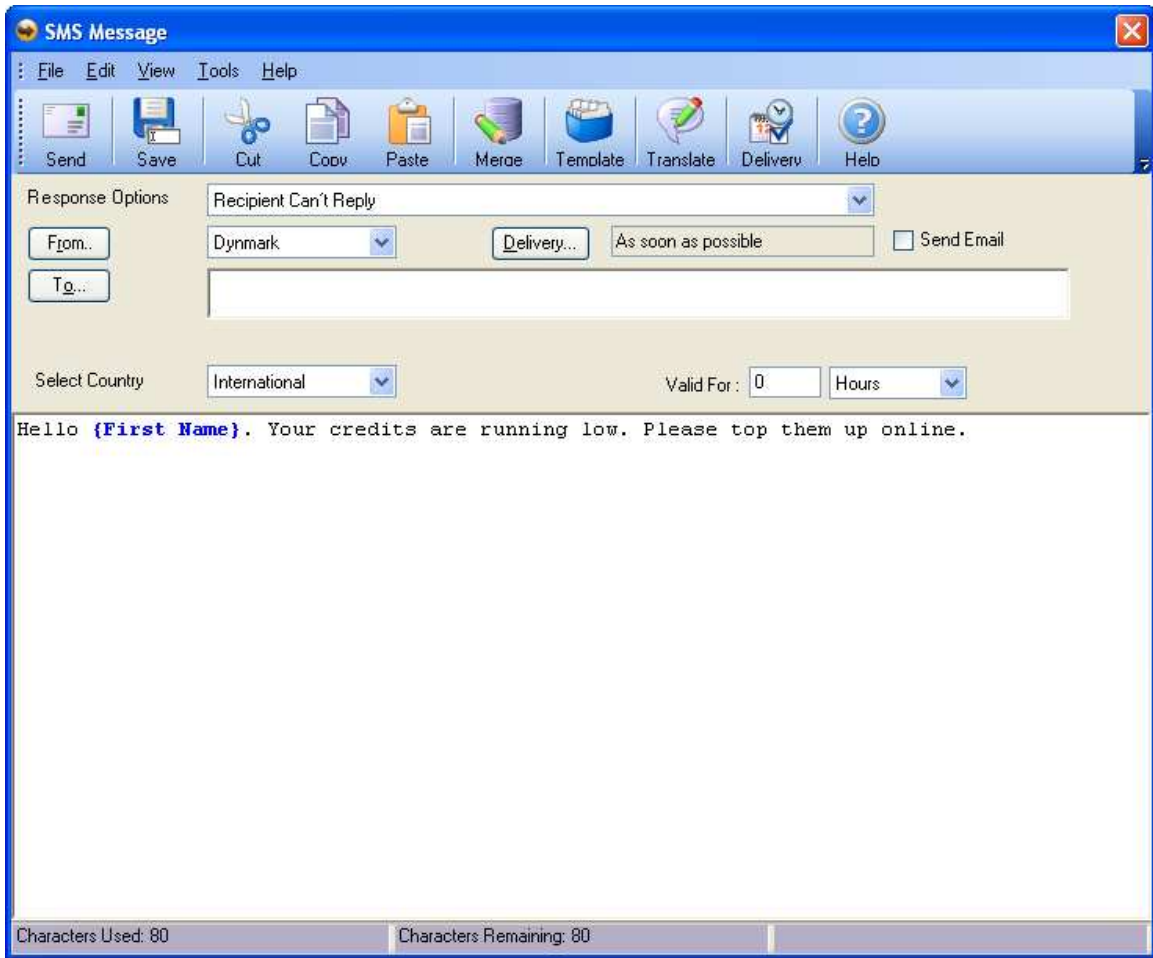 SMS Message
File Edit View Tools Help
Send Save Cut Copy Paste Merge Template Translate Delivery Help
Response Options Recipient Can´t Reply
From.. Dynmark Delivery... As soon as possible Send Email
To...
Select Country International Valid For : 0 Hours
Hello {First Name}. Your credits are running low. Please top them up online.
Characters Used: 80 Characters Remaining: 80